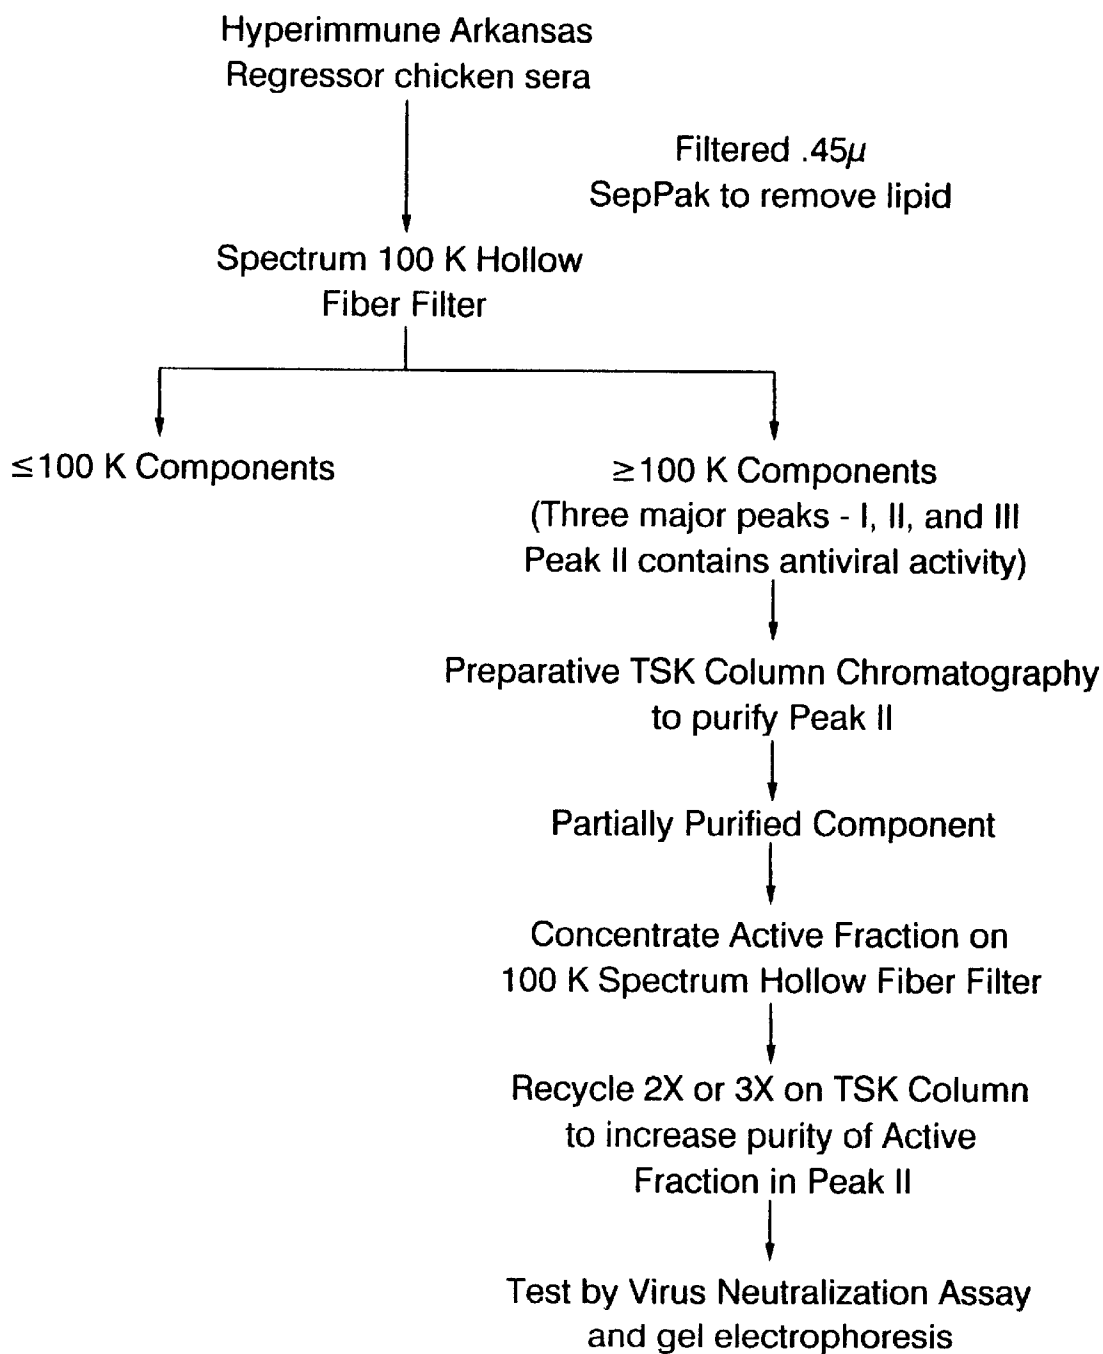 Hyperimmune Arkansas
Regressor chicken sera
Filtered .45μ
SepPak to remove lipid
Spectrum 100 K Hollow
Fiber Filter
≤100 K Components
≥100 K Components
(Three major peaks - I, II, and III
Peak II contains antiviral activity)
Preparative TSK Column Chromatography
to purify Peak II
Partially Purified Component
Concentrate Active Fraction on
100 K Spectrum Hollow Fiber Filter
Recycle 2X or 3X on TSK Column
to increase purity of Active
Fraction in Peak II
Test by Virus Neutralization Assay
and gel electrophoresis